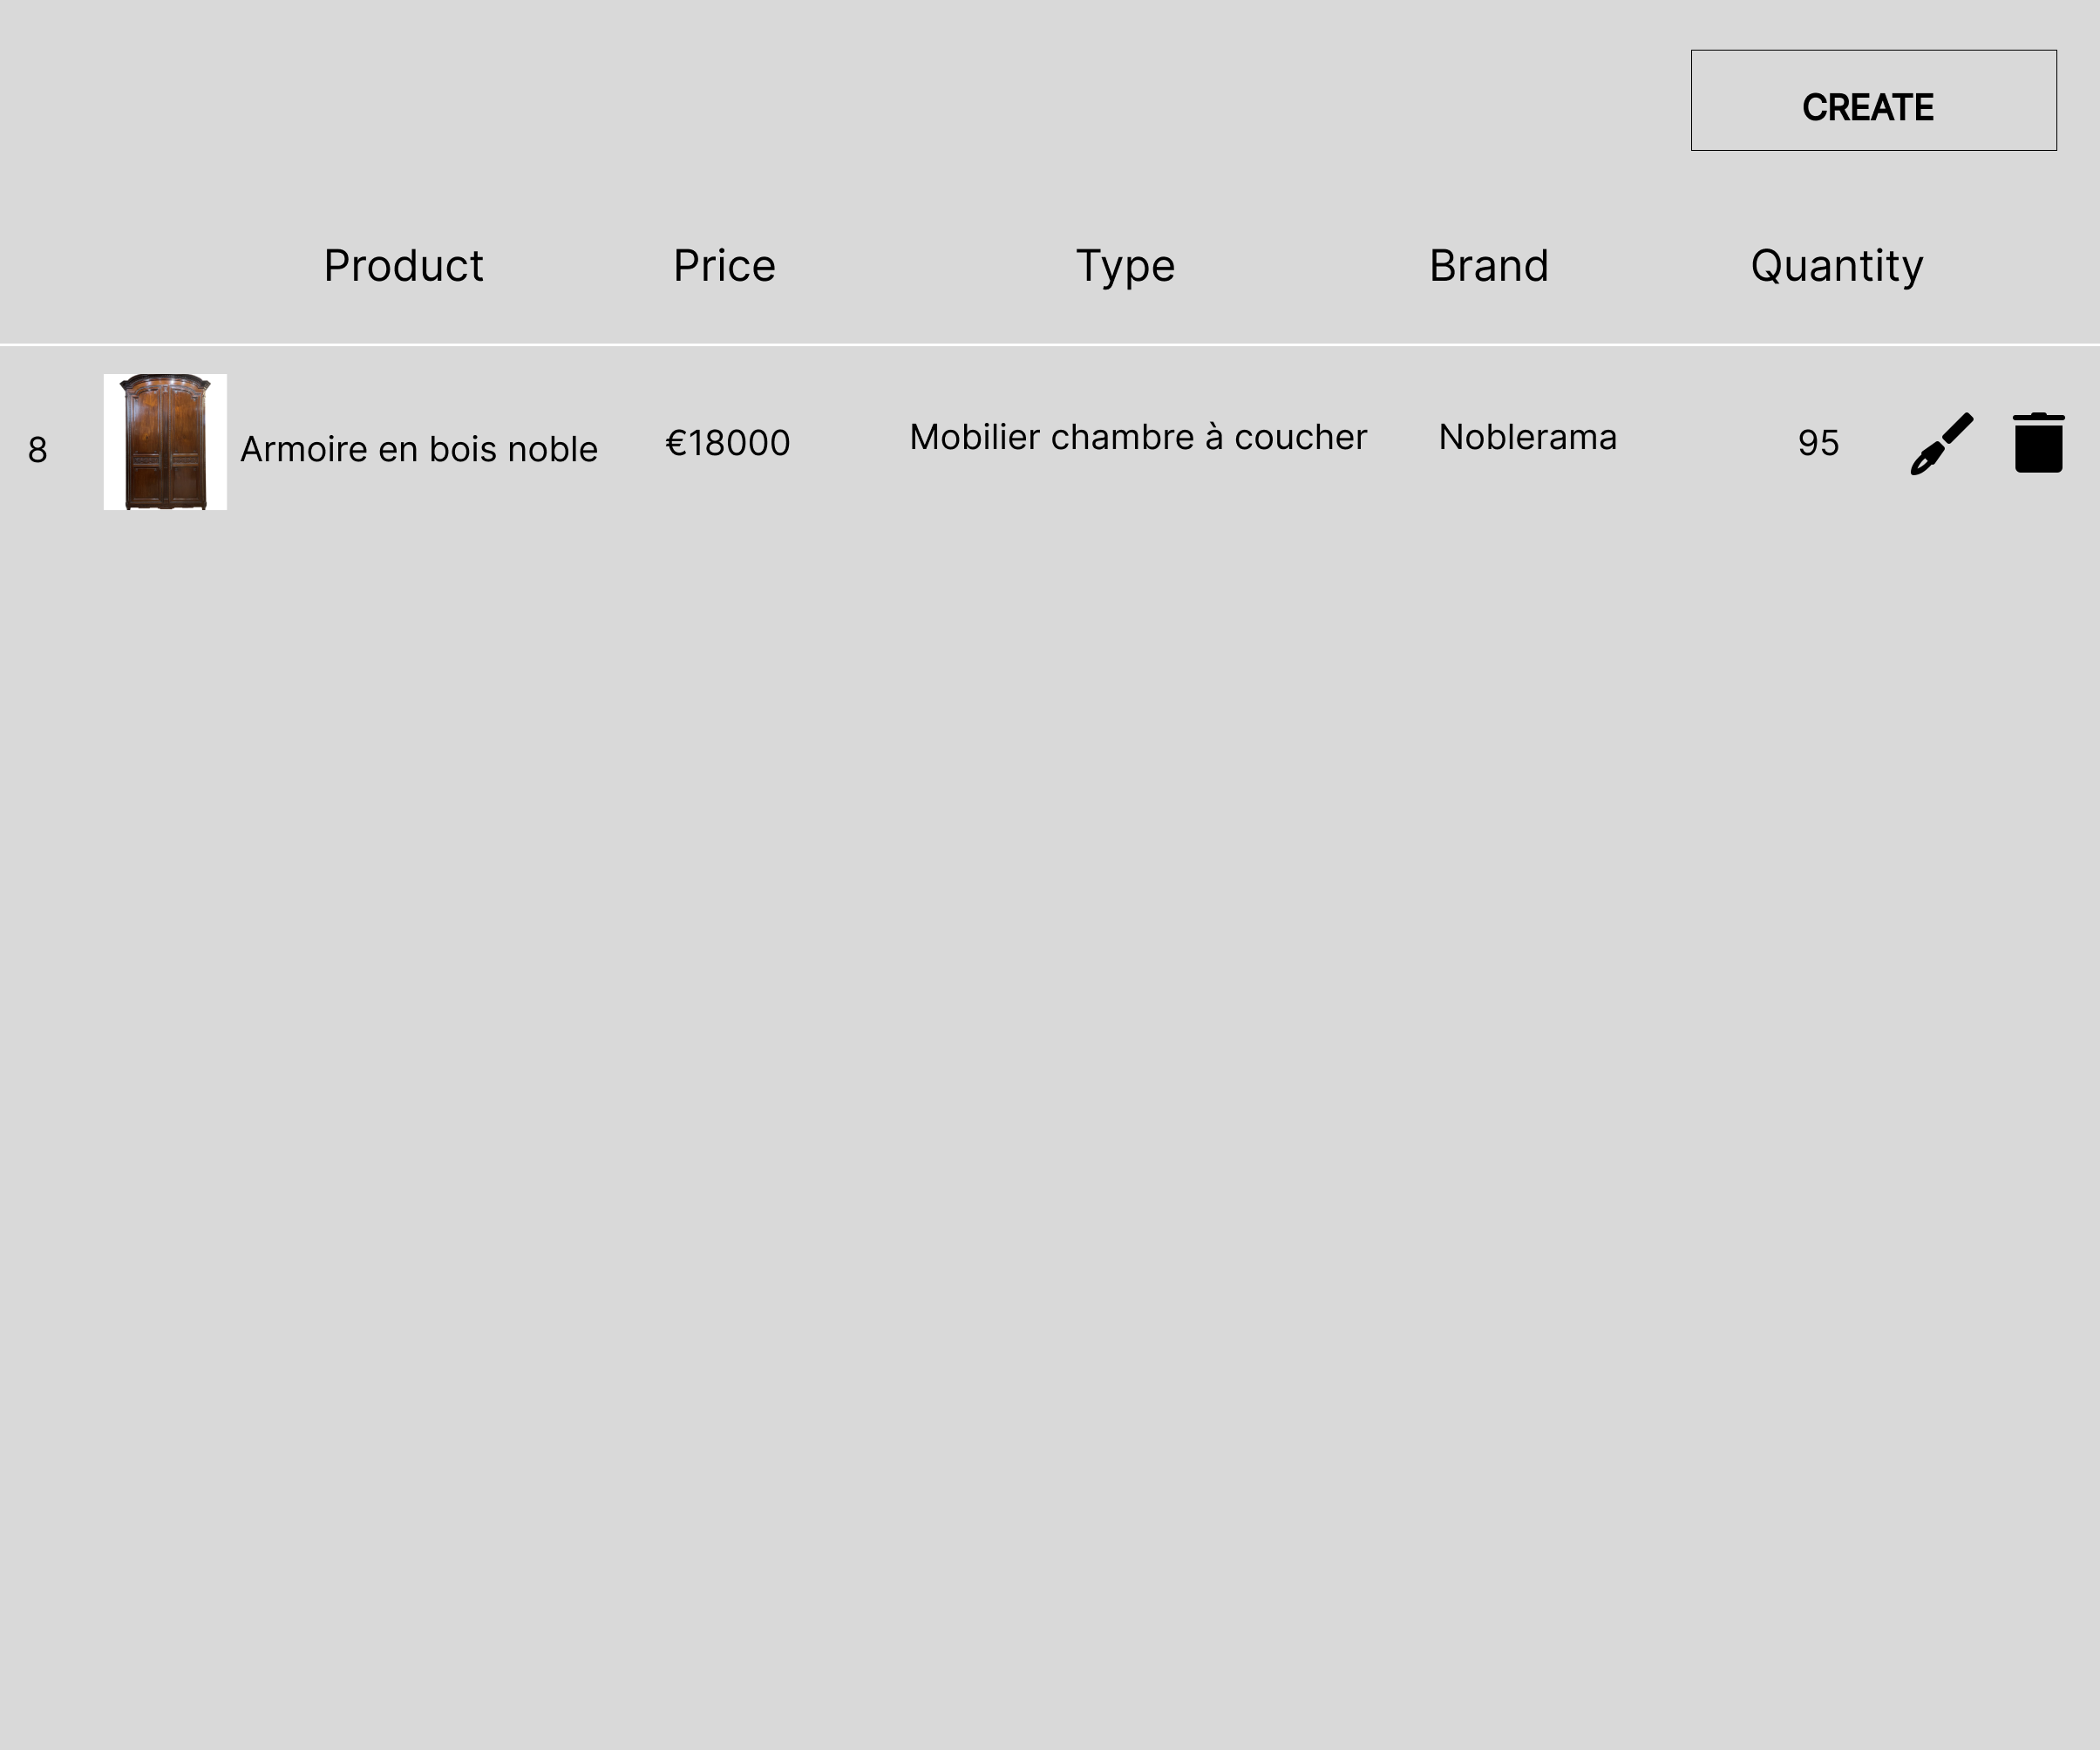 CREATE
Product Price Type Brand Quantity
8 Armoire en bois noble €18000 Mobilier chambre à coucher Noblerama 95